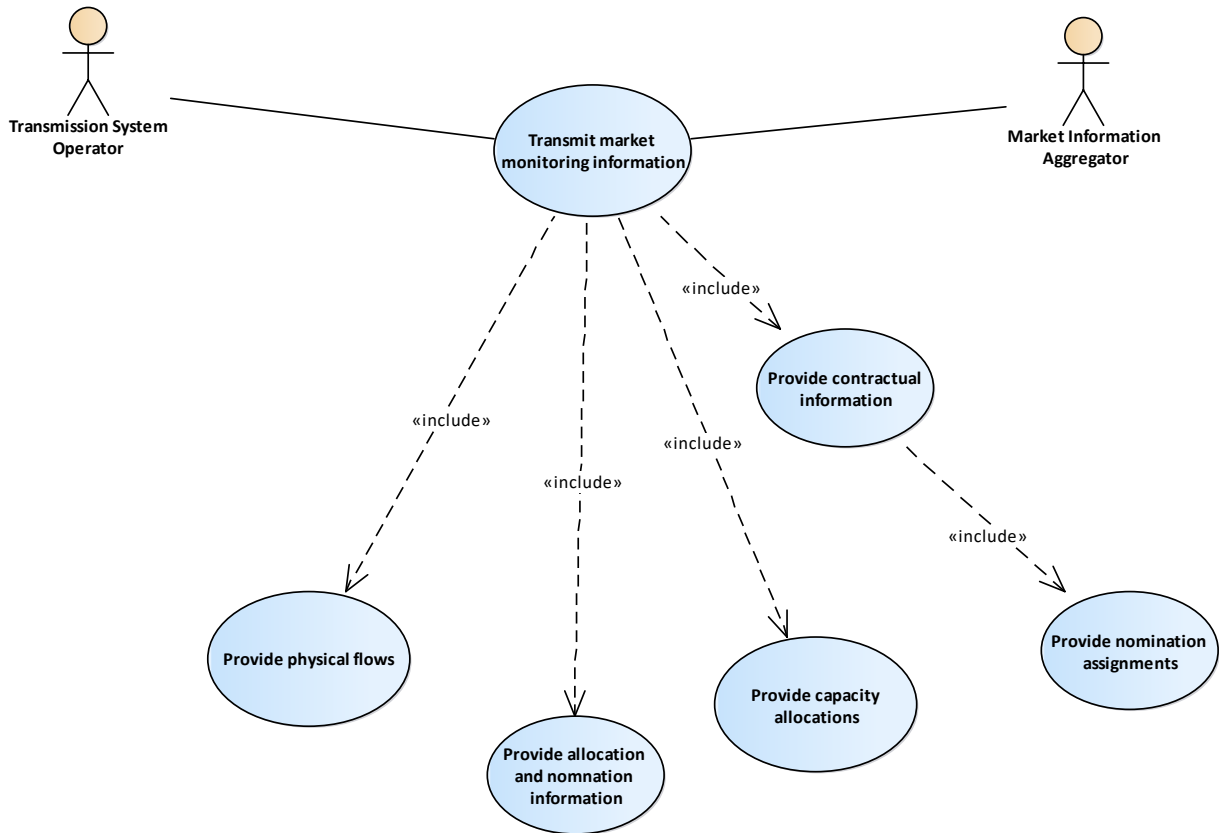 Transmission System
Operator
Transmit market
monitoring information
Market Information
Aggregator
«include»
Provide contractual
information
«include»
«include»
«include»
«include»
Provide physical flows
Provide nomination
assignments
Provide capacity
allocations
Provide allocation
and nomnation
information